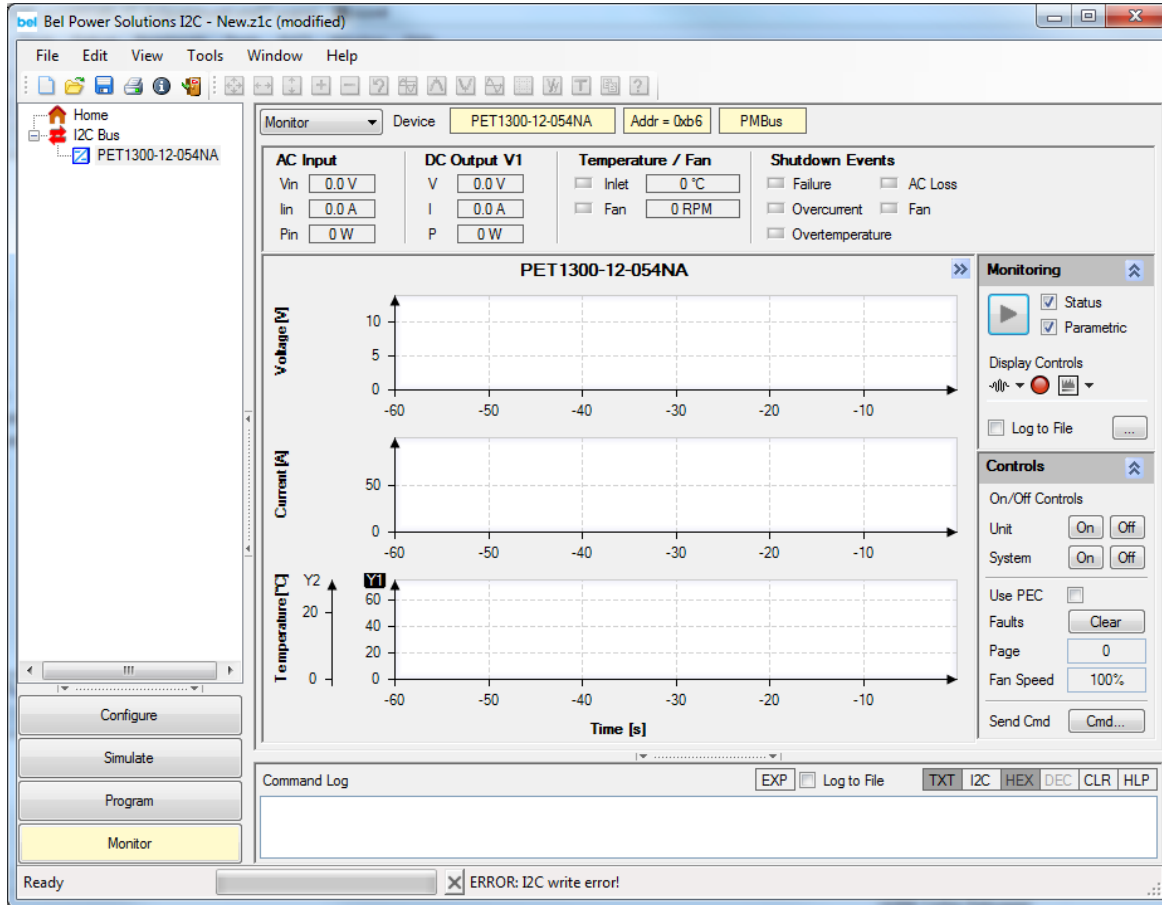 bel Bel Power Solutions I2C - New.z1c (modified)
File Edit View Tools Window Help
Home
I2C Bus
PET1300-12-054NA
Monitor Device PET1300-12-054NA Addr = 0xb6 PMBus
AC Input DC Output V1 Temperature / Fan Shutdown Events
Vin 0.0 V V 0.0 V Inlet 0 °C Failure AC Loss
Iin 0.0 A I 0.0 A Fan 0 RPM Overcurrent Fan
Pin 0 W P 0 W Overtemperature
PET1300-12-054NA
Voltage [V]
10
5
0
-60 -50 -40 -30 -20 -10
Current [A]
50
0
-60 -50 -40 -30 -20 -10
Temperature [°C]
Y2 Y1
20
0
60
40
20
0
-60 -50 -40 -30 -20 -10
Time [s]
Monitoring
Status
Parametric
Display Controls
Log to File ...
Controls
On/Off Controls
Unit On Off
System On Off
Use PEC
Faults Clear
Page 0
Fan Speed 100%
Send Cmd Cmd...
Configure
Simulate
Program
Monitor
Command Log EXP Log to File TXT I2C HEX DEC CLR HLP
Ready ERROR: I2C write error!